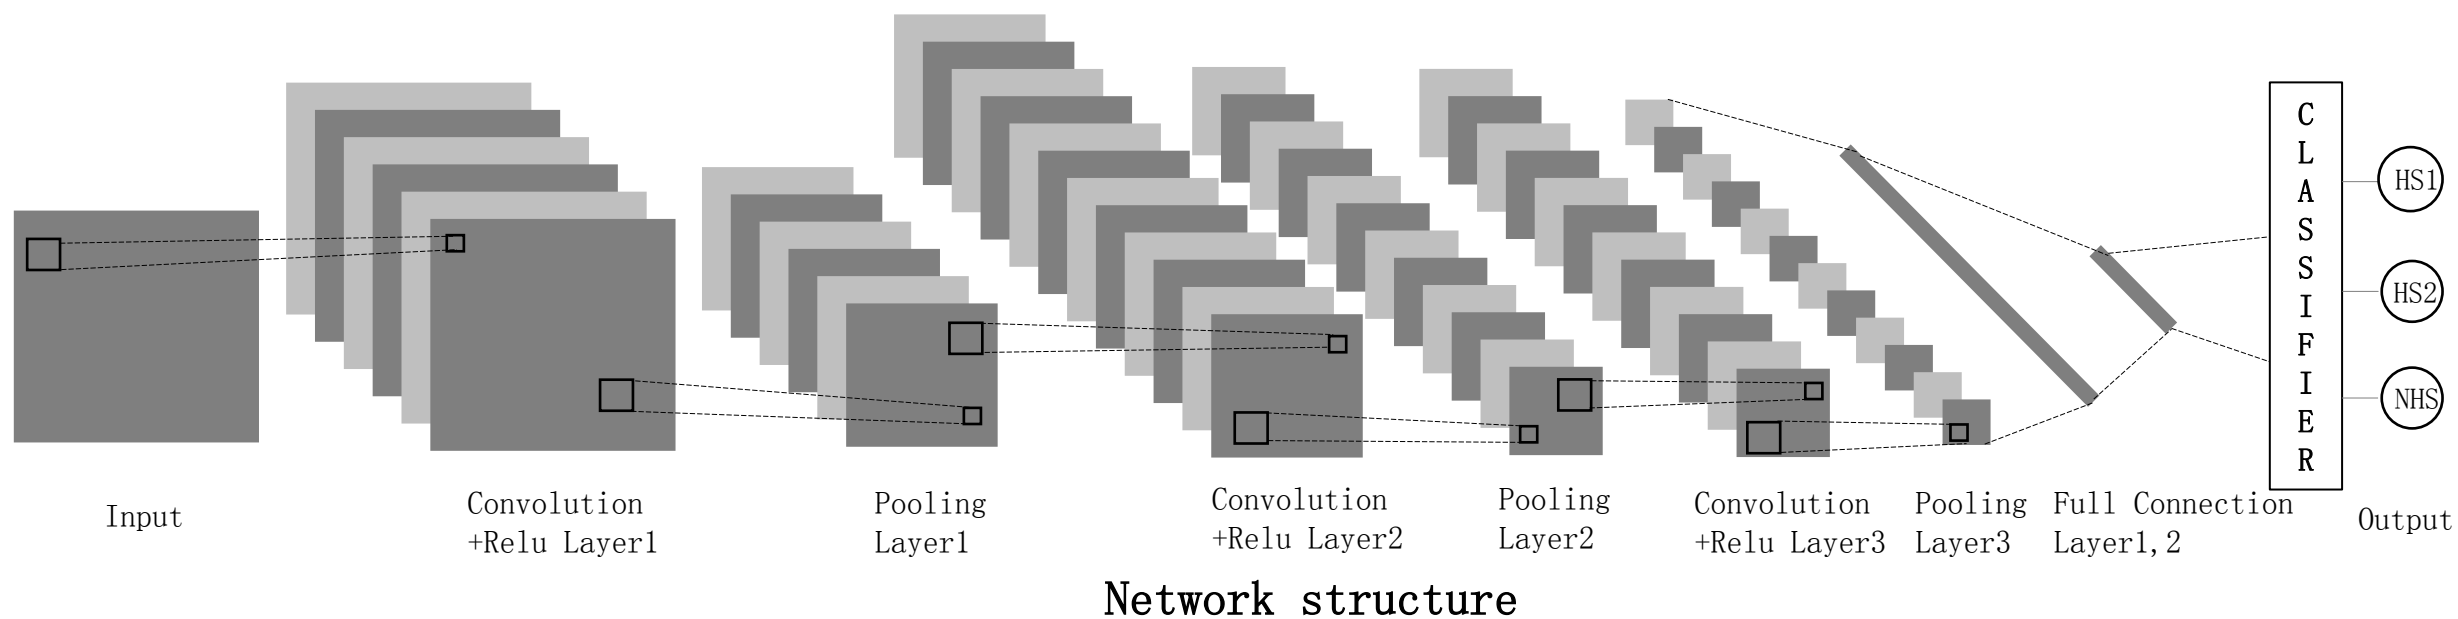 Input
Convolution
+Relu Layer1
Pooling
Layer1
Convolution
+Relu Layer2
Pooling
Layer2
Convolution
+Relu Layer3
Pooling
Layer3
Full Connection
Layer1,2
CLASSIFIER
HS1
HS2
NHS
Output
Network structure